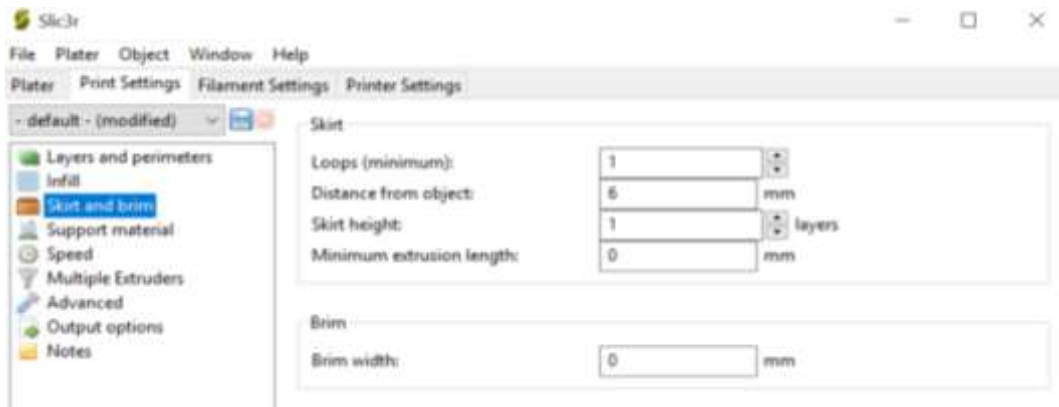 Slic3r
File Plater Object Window Help
Plater Print Settings Filament Settings Printer Settings
- default - (modified)
Layers and perimeters
Infill
Skirt and brim
Support material
Speed
Multiple Extruders
Advanced
Output options
Notes
Skirt
Loops (minimum): 1
Distance from object: 6 mm
Skirt height: 1 layers
Minimum extrusion length: 0 mm
Brim
Brim width: 0 mm